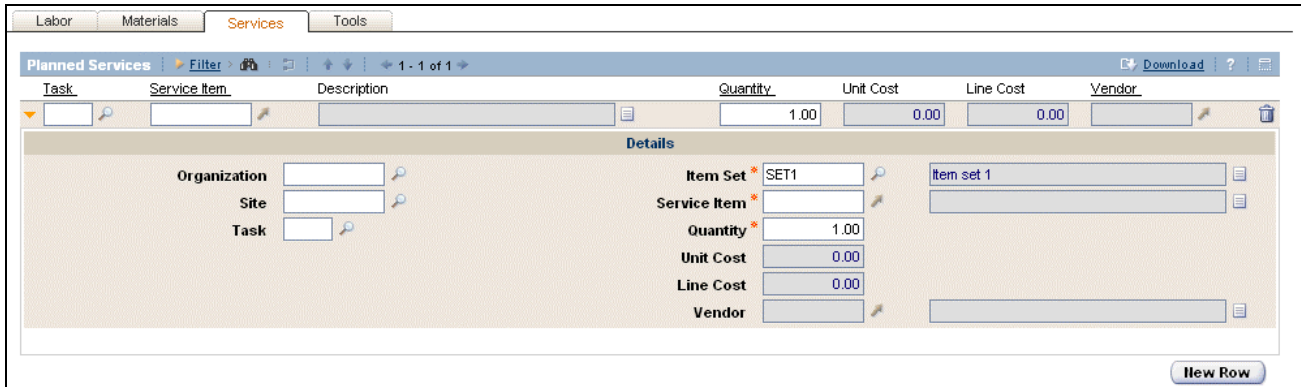 Labor Materials Services Tools
Planned Services Filter 1 - 1 of 1 Download ?
Task Service Item Description Quantity Unit Cost Line Cost Vendor
1.00 0.00 0.00
Details
Organization Item Set * SET1 Item set 1
Site Service Item *
Task Quantity * 1.00
Unit Cost 0.00
Line Cost 0.00
Vendor
New Row